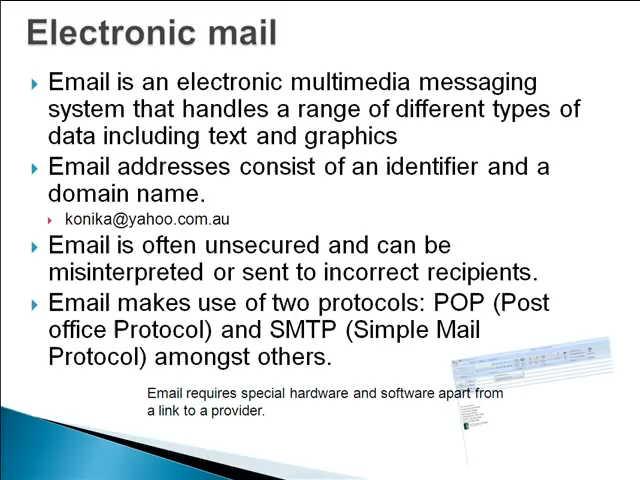 Electronic mail
Email is an electronic multimedia messaging
system that handles a range of different types of
data including text and graphics
Email addresses consist of an identifier and a
domain name.
konika@yahoo.com.au
Email is often unsecured and can be
misinterpreted or sent to incorrect recipients.
Email makes use of two protocols: POP (Post
office Protocol) and SMTP (Simple Mail
Protocol) amongst others.
Email requires special hardware and software apart from
a link to a provider.